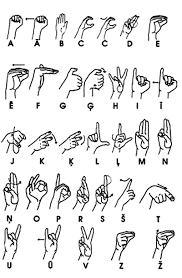 A Ā B C Č D E
Ē F G Ģ H I Ī
J K Ķ L Ļ M N
Ņ O P R S Š T
U Ū V Z Ž